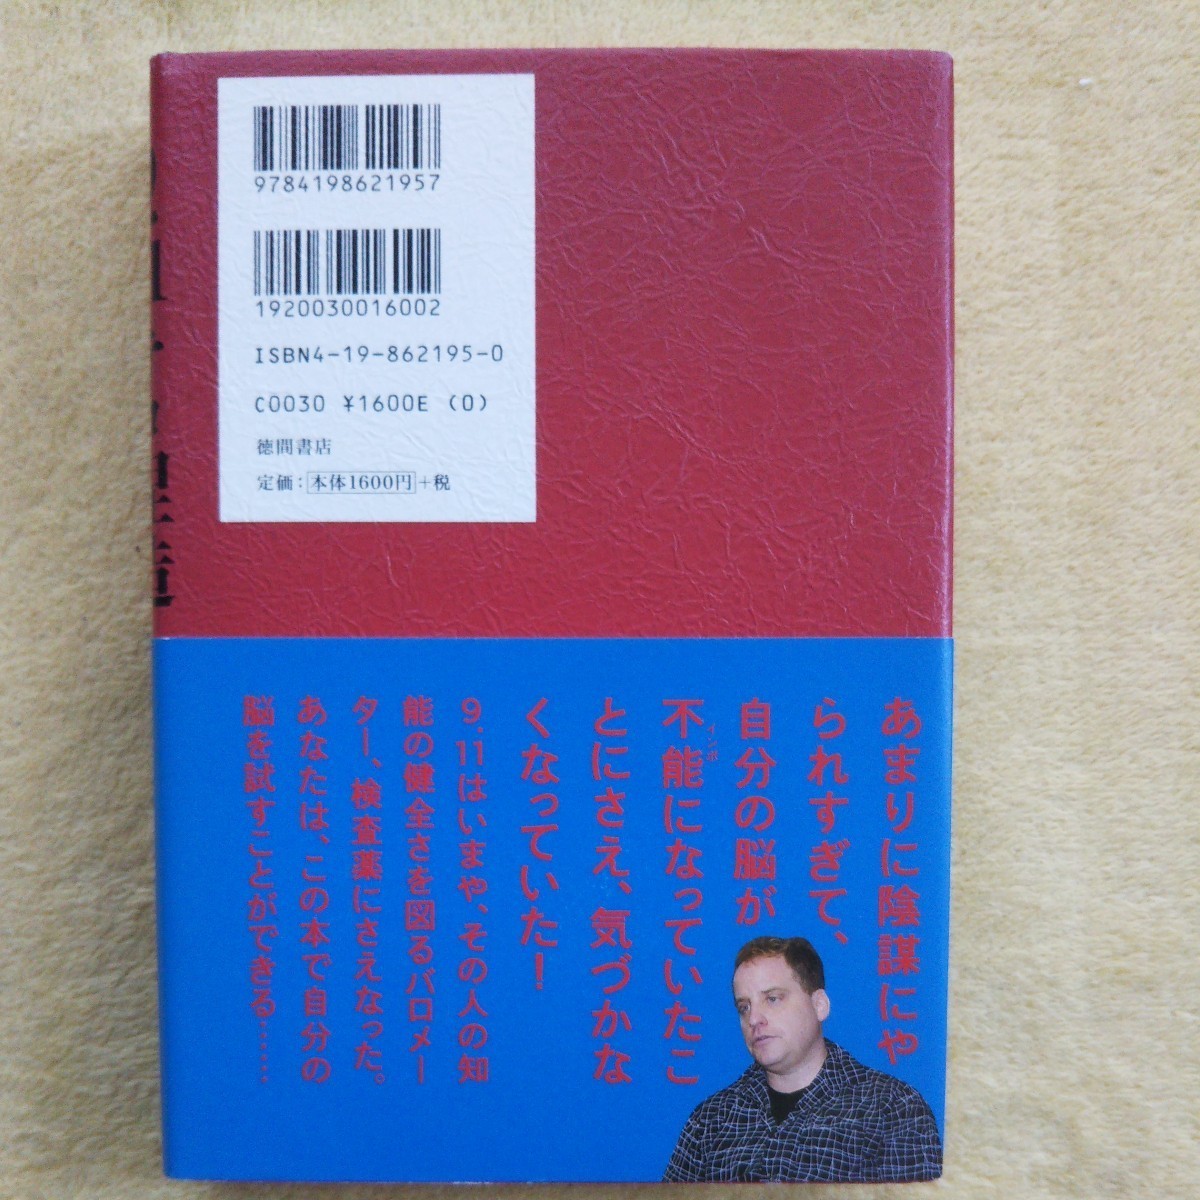 9784198621957
1920030016002
ISBN4-19-862195-0
C0030 ¥1600E (0)
徳間書店
定価：本体1600円+税
あまりに陰謀にや
られすぎて、
自分の脳が
不能になっていたこ
インポ
とにさえ、気づかな
くなっていた！
9.11はいまや、その人の知
能の健全さを図るバロメー
ター、検査薬にさえなった。
あなたは、この本で自分の
脳を試すことができる……